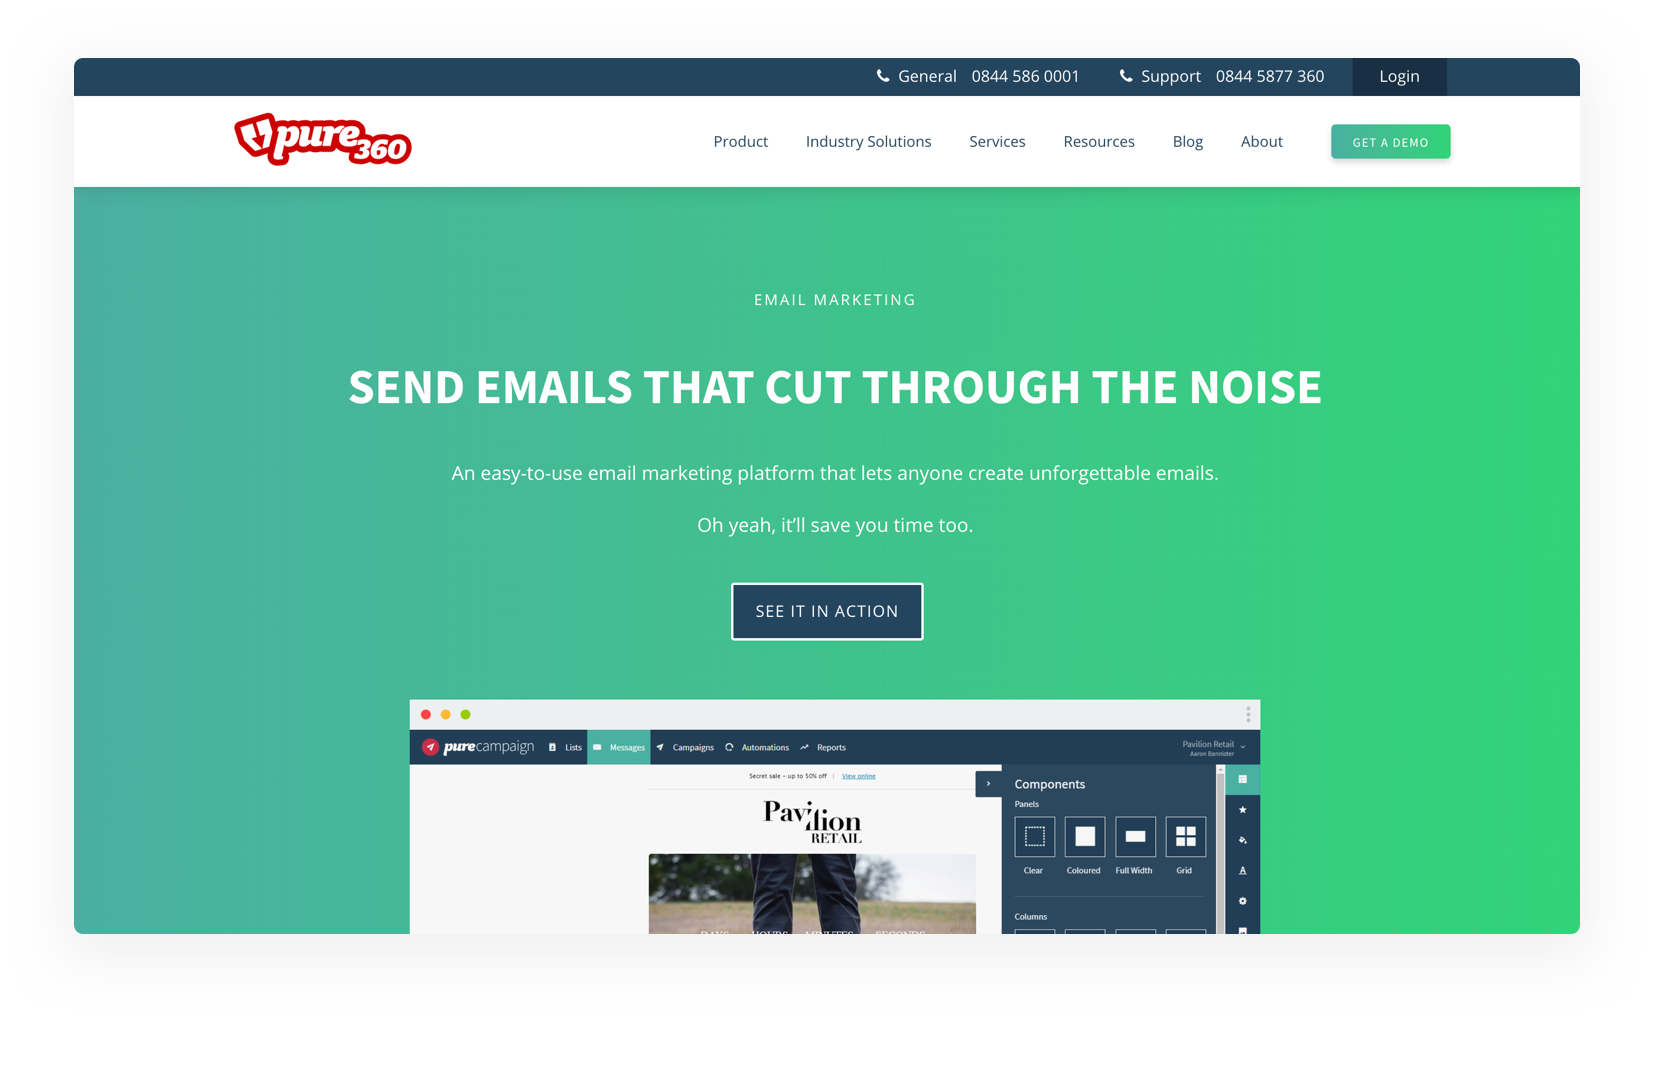 General 0844 586 0001 Support 0844 5877 360 Login
pure360
Product Industry Solutions Services Resources Blog About GET A DEMO
EMAIL MARKETING
SEND EMAILS THAT CUT THROUGH THE NOISE
An easy-to-use email marketing platform that lets anyone create unforgettable emails.
Oh yeah, it’ll save you time too.
SEE IT IN ACTION
purecampaign Lists Messages Campaigns Automations Reports
Pavilion Retail
Aaron Bannister
Secret sale – up to 50% off | View online
Pavilion
RETAIL
DAYS HOURS MINUTES SECONDS
Components
Panels
Clear Coloured Full Width Grid
Columns